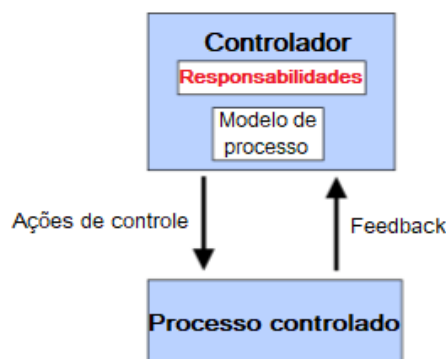 Controlador
Responsabilidades
Modelo de
processo
Ações de controle
Feedback
Processo controlado